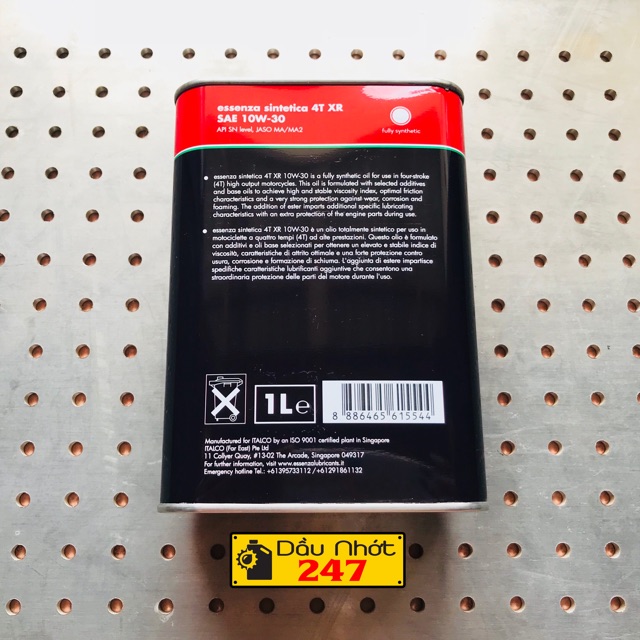 essenza sintetica 4T XR
SAE 10W-30
API SN level, JASO MA/MA2
fully synthetic
essenza sintetica 4T XR 10W-30 is a fully synthetic oil for use in four-stroke
(4T) high output motorcycles. This oil is formulated with selected additives
and base oils to achieve high and stable viscosity index, optimal friction
characteristics and a very strong protection against wear, corrosion and
foaming. The addition of ester imparts additional specific lubricating
characteristics with an extra protection of the engine parts during use.
essenza sintetica 4T XR 10W-30 è un olio totalmente sintetico per uso in
motociclette a quattro tempi (4T) ad alte prestazioni. Questo olio è formulato
con additivi e oli base selezionati per ottenere un elevato e stabile indice di
viscosità, caratteristiche di attrito ottimale e una forte protezione contro
usura, corrosione e formazione di schiuma. L'aggiunta di estere impartisce
spedifiche caratteristiche lubrificanti aggiuntive che consentono una
straordinaria protezione delle parti del motore durante l'uso.
1L e
8 886465 615544
Manufactured for ITALCO by an ISO 9001 certified plant in Singapore
ITALCO (Far East) Pte Ltd
11 Collyer Quay, #13-02 The Arcade, Singapore 049317
For further information, visit www.essenzalubricants.it
Emergency hotline Tel.: +61395733112 /+61291861132
Dầu Nhớt
247